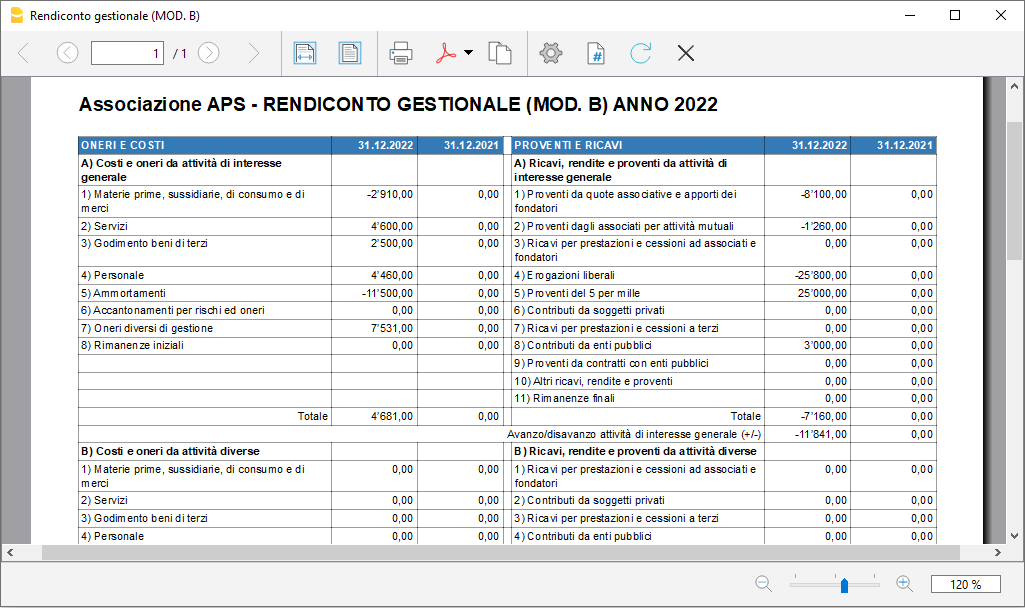 Rendiconto gestionale (MOD. B)
1 / 1
Associazione APS - RENDICONTO GESTIONALE (MOD. B) ANNO 2022
ONERI E COSTI 31.12.2022 31.12.2021 PROVENTI E RICAVI 31.12.2022 31.12.2021
A) Costi e oneri da attività di interesse A) Ricavi, rendite e proventi da attività di
generale interesse generale
1) Materie prime, sussidiarie, di consumo e di -2'910,00 0,00 1) Proventi da quote associative e apporti dei -8'100,00 0,00
merci fondatori
2) Servizi 4'600,00 0,00 2) Proventi dagli associati per attività mutuali -1'260,00 0,00
3) Godimento beni di terzi 2'500,00 0,00 3) Ricavi per prestazioni e cessioni ad associati e 0,00 0,00
fondatori
4) Personale 4'460,00 0,00 4) Erogazioni liberali -25'800,00 0,00
5) Ammortamenti -11'500,00 0,00 5) Proventi del 5 per mille 25'000,00 0,00
6) Accantonamenti per rischi ed oneri 0,00 0,00 6) Contributi da soggetti privati 0,00 0,00
7) Oneri diversi di gestione 7'531,00 0,00 7) Ricavi per prestazioni e cessioni a terzi 0,00 0,00
8) Rimanenze iniziali 0,00 0,00 8) Contributi da enti pubblici 3'000,00 0,00
9) Proventi da contratti con enti pubblici 0,00 0,00
10) Altri ricavi, rendite e proventi 0,00 0,00
11) Rimanenze finali 0,00 0,00
Totale 4'681,00 0,00 Totale -7'160,00 0,00
Avanzo/disavanzo attività di interesse generale (+/-) -11'841,00 0,00
B) Costi e oneri da attività diverse B) Ricavi, rendite e proventi da attività diverse
1) Materie prime, sussidiarie, di consumo e di 0,00 0,00 1) Ricavi per prestazioni e cessioni ad associati e 0,00 0,00
merci fondatori
2) Servizi 0,00 0,00 2) Contributi da soggetti privati 0,00 0,00
3) Godimento beni di terzi 0,00 0,00 3) Ricavi per prestazioni e cessioni a terzi 0,00 0,00
4) Personale 0,00 0,00 4) Contributi da enti pubblici 0,00 0,00
120 %